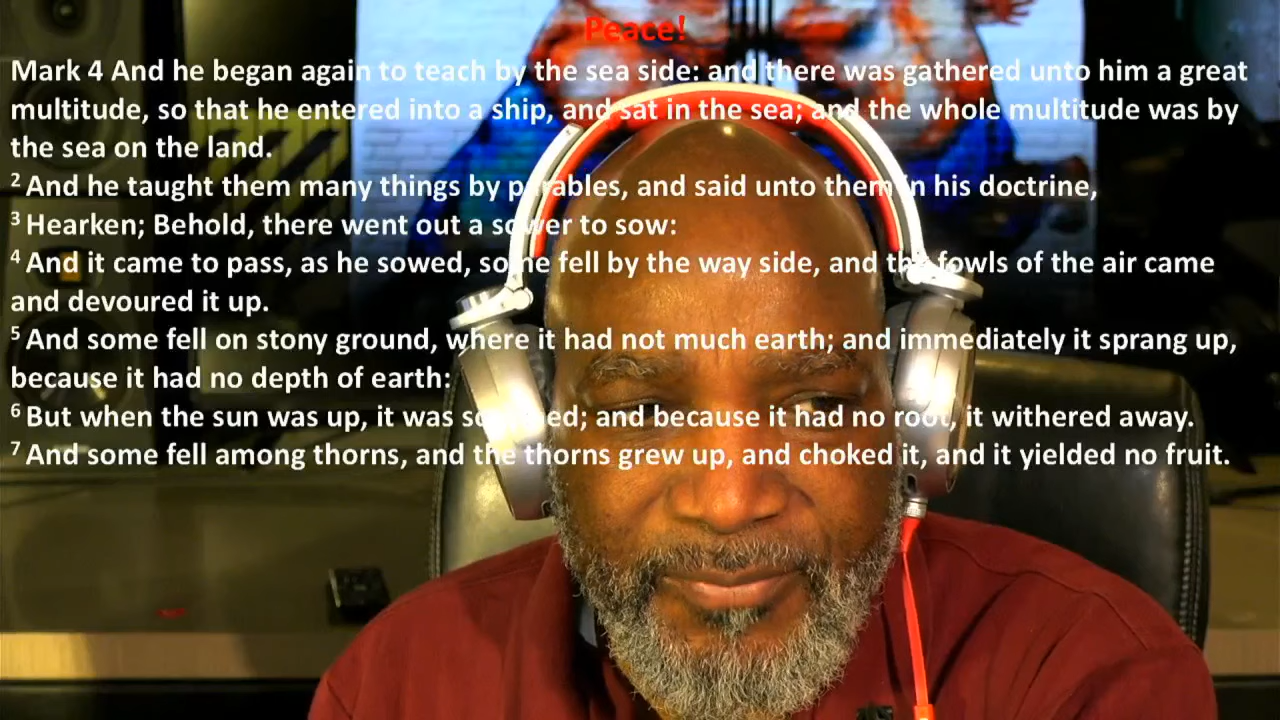 Peace!
Mark 4 And he began again to teach by the sea side: and there was gathered unto him a great
multitude, so that he entered into a ship, and sat in the sea; and the whole multitude was by
the sea on the land.
2 And he taught them many things by parables, and said unto them in his doctrine,
3 Hearken; Behold, there went out a sower to sow:
4 And it came to pass, as he sowed, some fell by the way side, and the fowls of the air came
and devoured it up.
5 And some fell on stony ground, where it had not much earth; and immediately it sprang up,
because it had no depth of earth:
6 But when the sun was up, it was scorched; and because it had no root, it withered away.
7 And some fell among thorns, and the thorns grew up, and choked it, and it yielded no fruit.